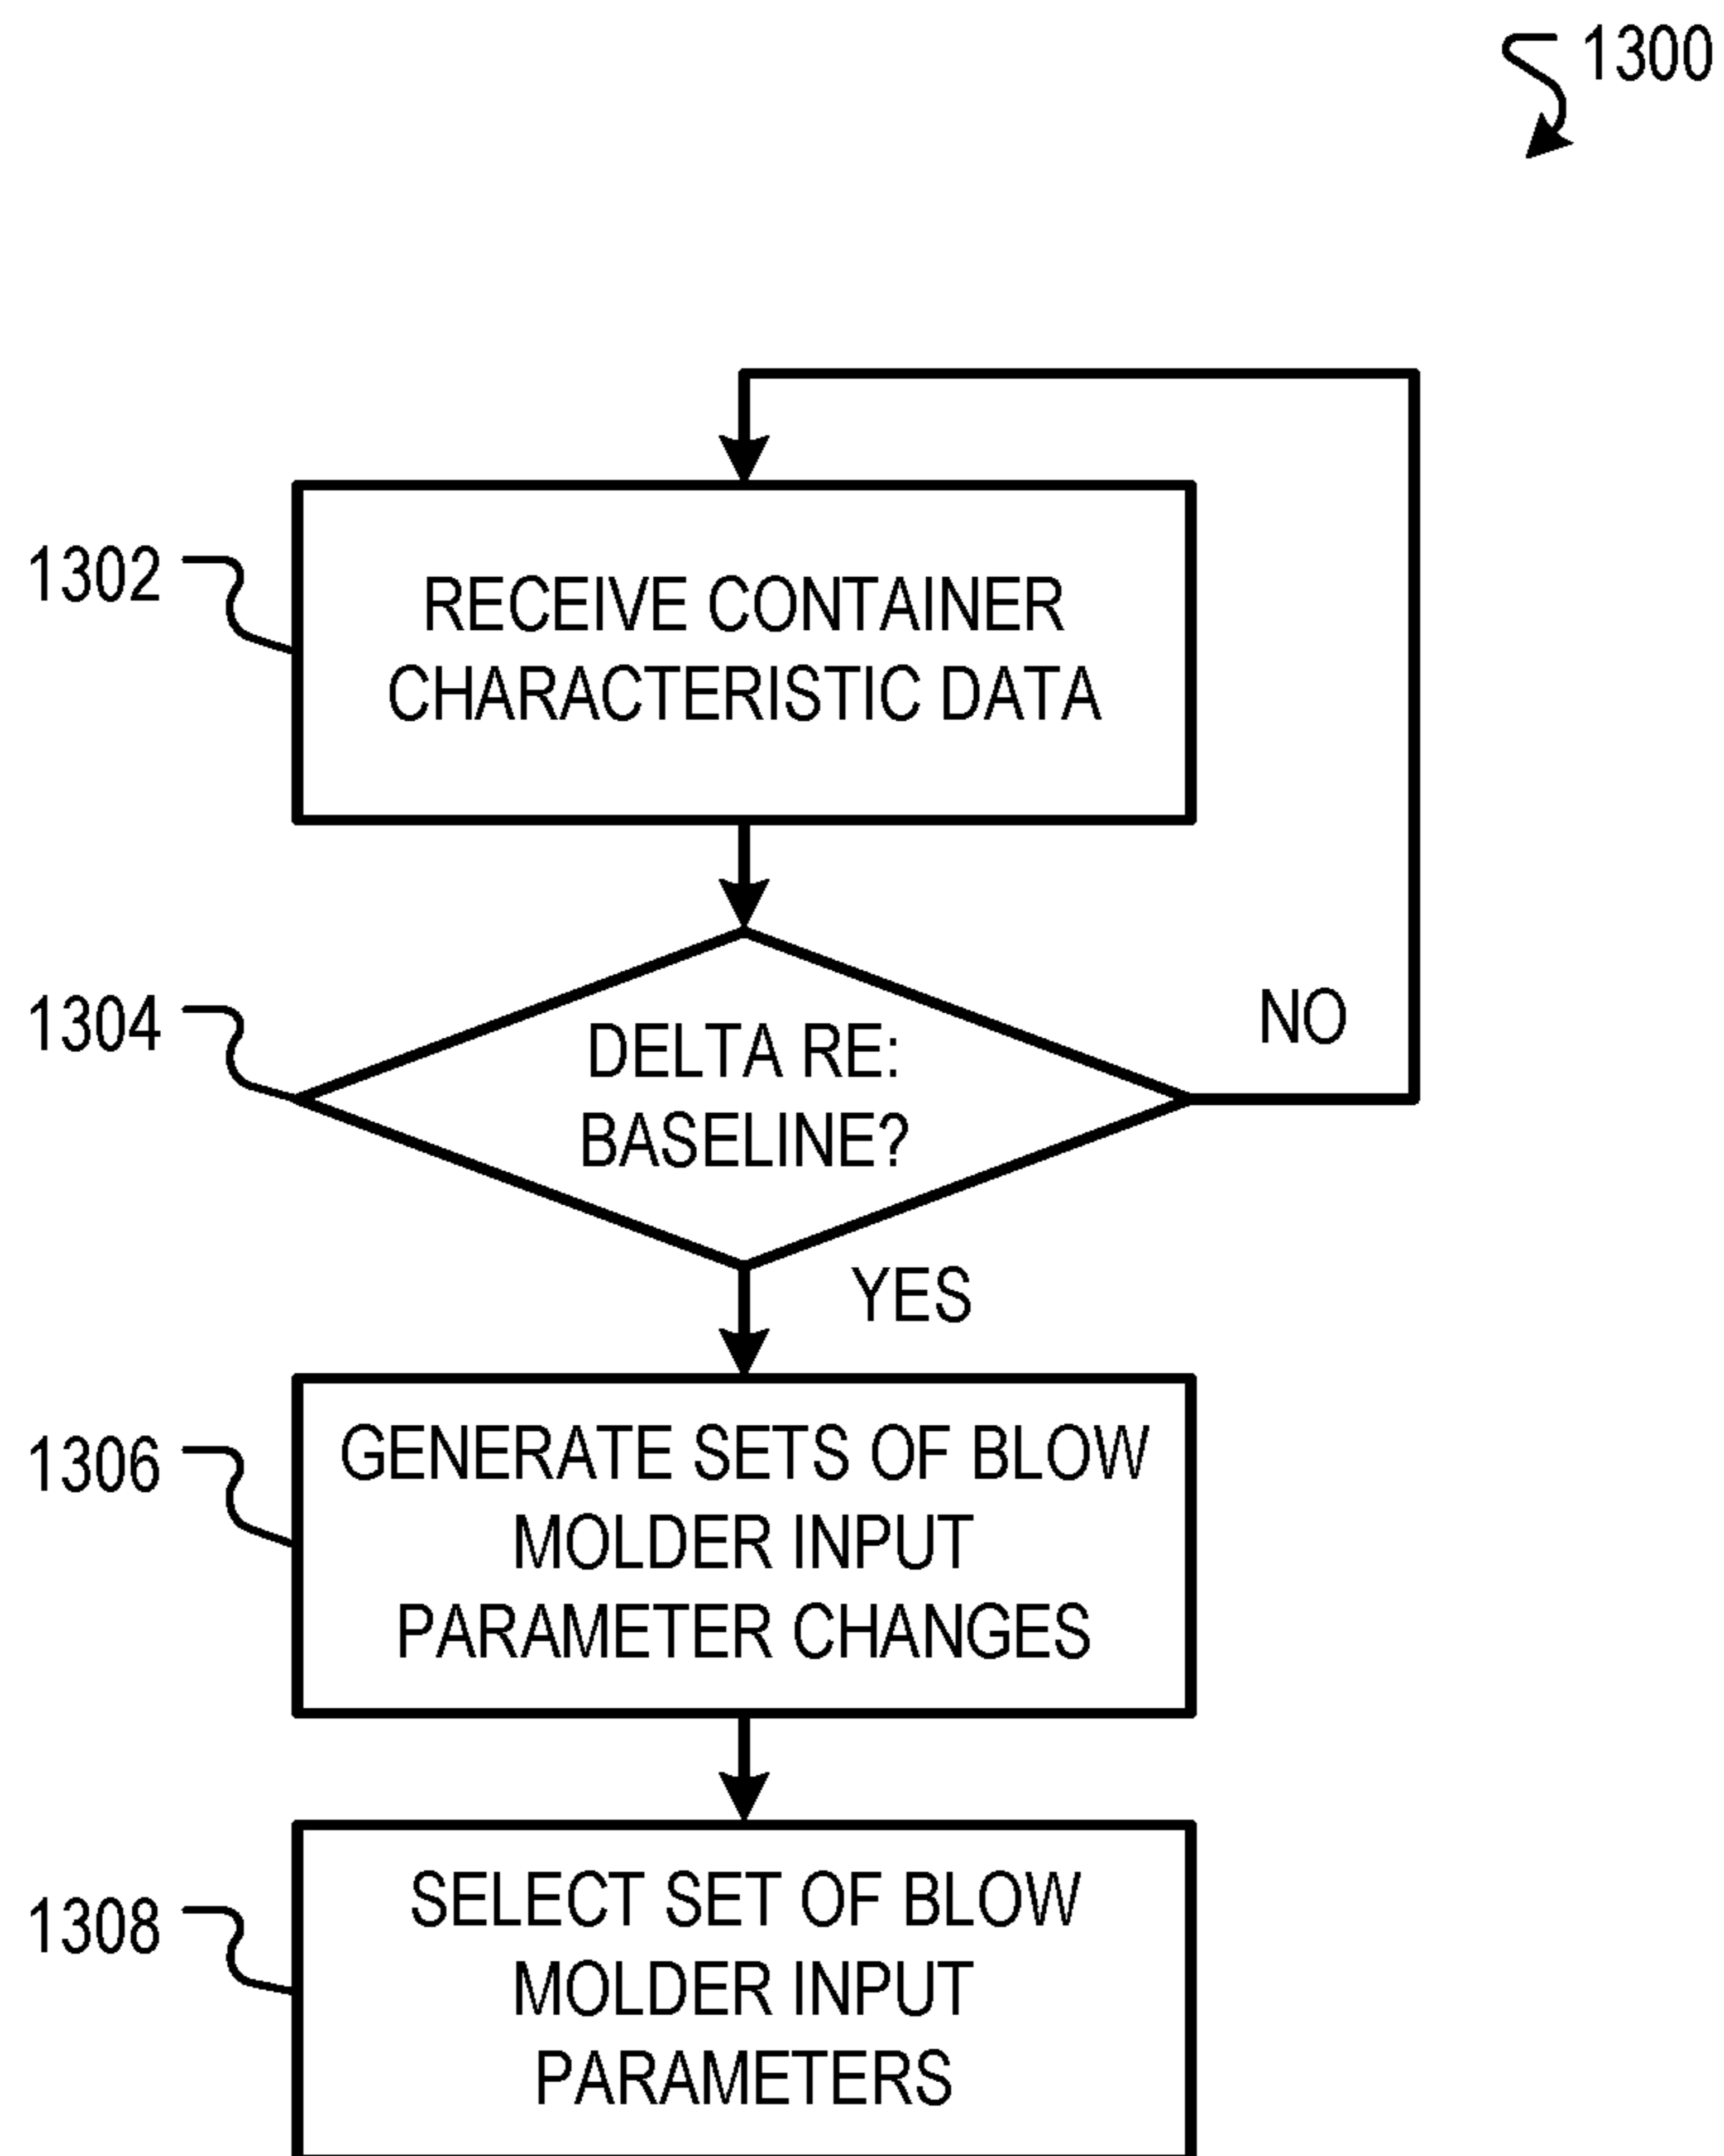 1300
1302
RECEIVE CONTAINER
CHARACTERISTIC DATA
1304
DELTA RE:
BASELINE?
NO
YES
1306
GENERATE SETS OF BLOW
MOLDER INPUT
PARAMETER CHANGES
1308
SELECT SET OF BLOW
MOLDER INPUT
PARAMETERS